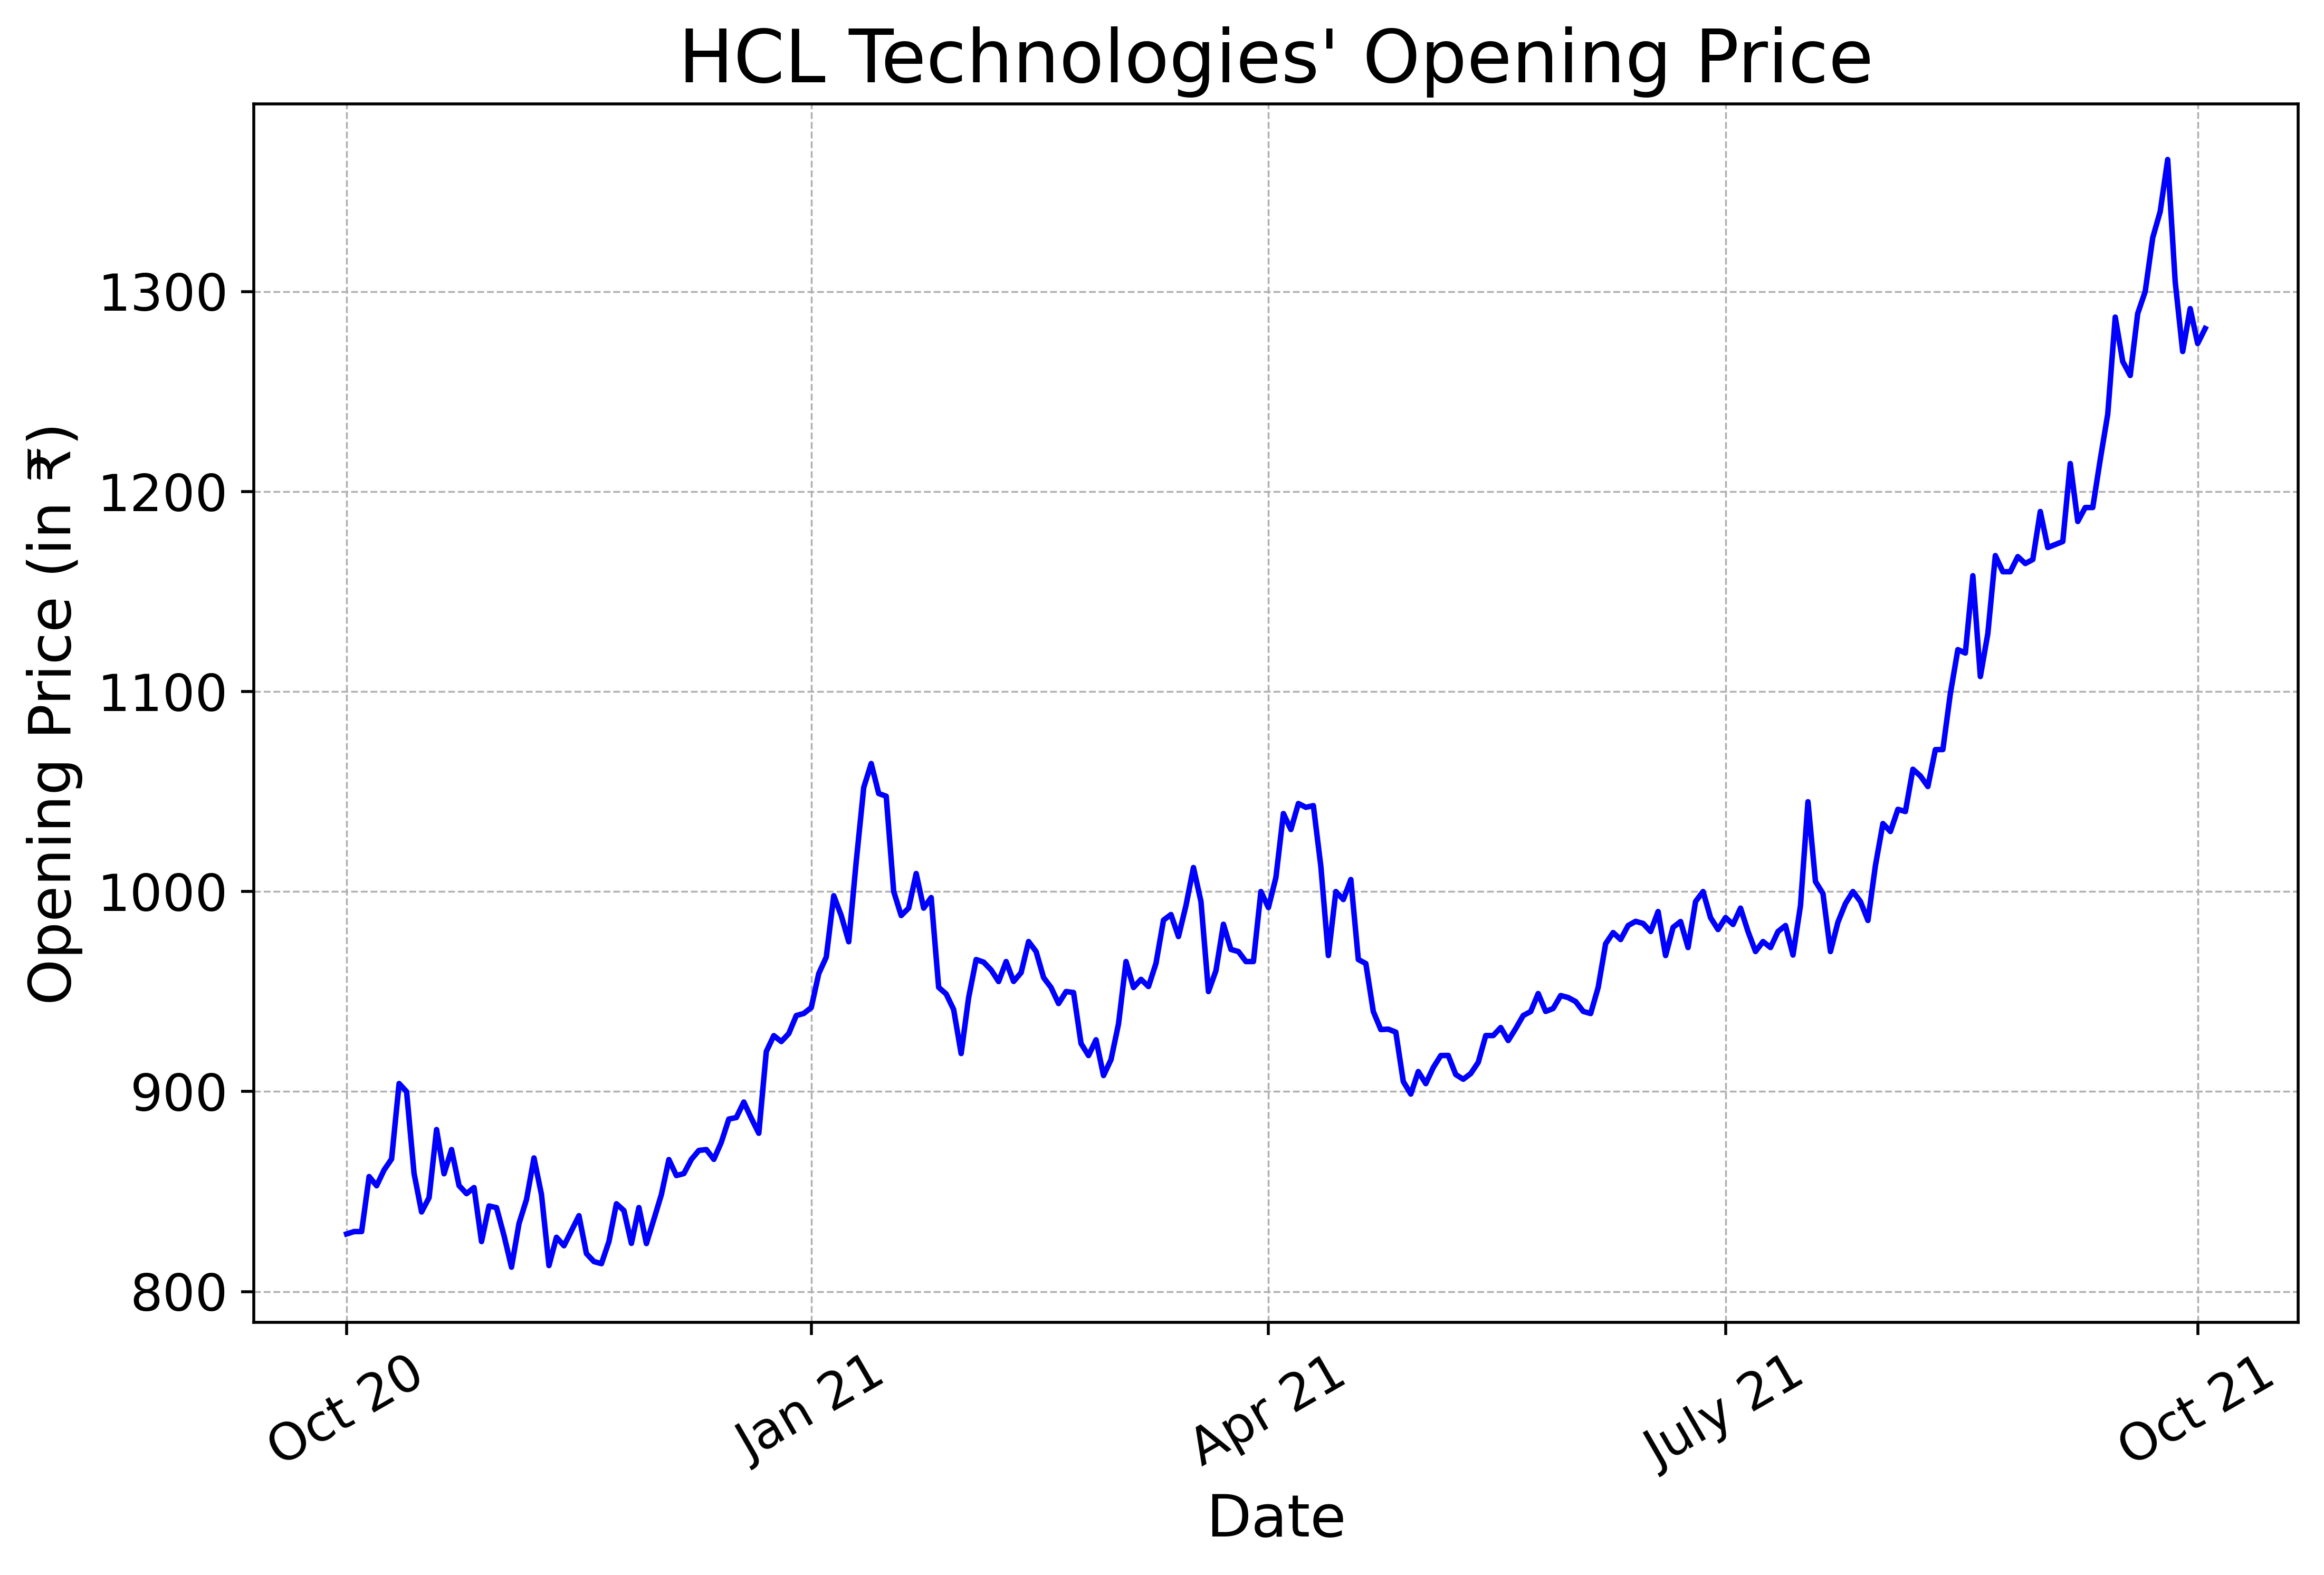 HCL Technologies' Opening Price
Opening Price (in ₹)
1300
1200
1100
1000
900
800
Oct 20
Jan 21
Apr 21
July 21
Oct 21
Date